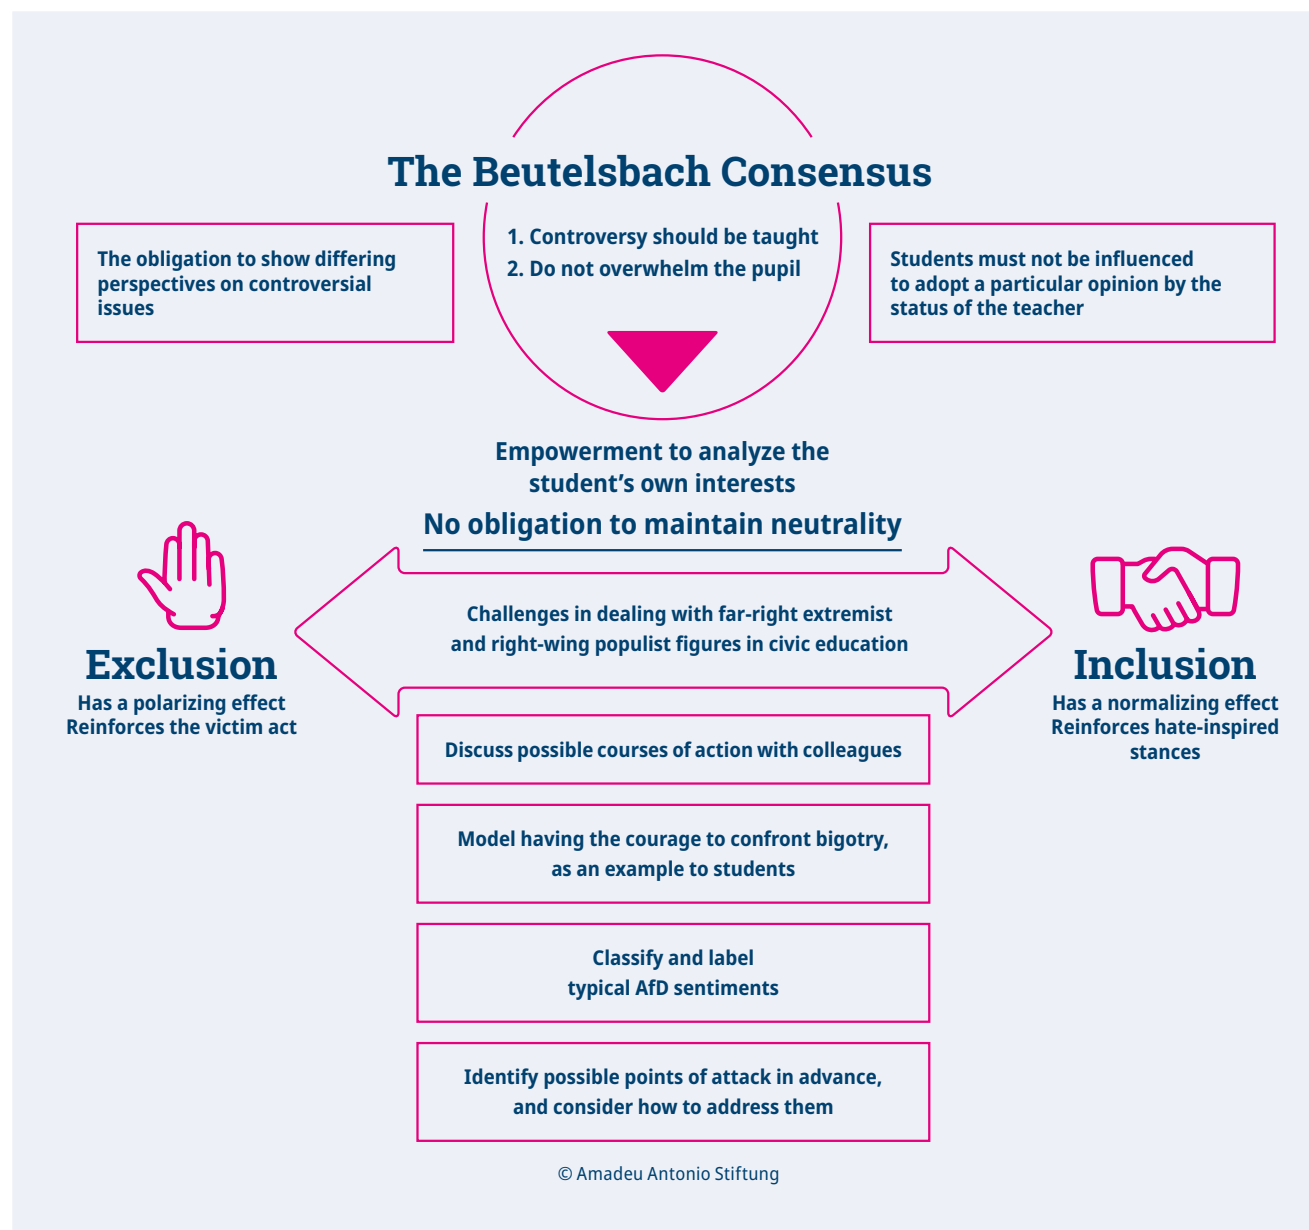 The Beutelsbach Consensus
The obligation to show differing
perspectives on controversial
issues
1. Controversy should be taught
2. Do not overwhelm the pupil
Students must not be influenced
to adopt a particular opinion by the
status of the teacher
Empowerment to analyze the
student’s own interests
No obligation to maintain neutrality
Exclusion
Has a polarizing effect
Reinforces the victim act
Challenges in dealing with far-right extremist
and right-wing populist figures in civic education
Inclusion
Has a normalizing effect
Reinforces hate-inspired
stances
Discuss possible courses of action with colleagues
Model having the courage to confront bigotry,
as an example to students
Classify and label
typical AfD sentiments
Identify possible points of attack in advance,
and consider how to address them
© Amadeu Antonio Stiftung